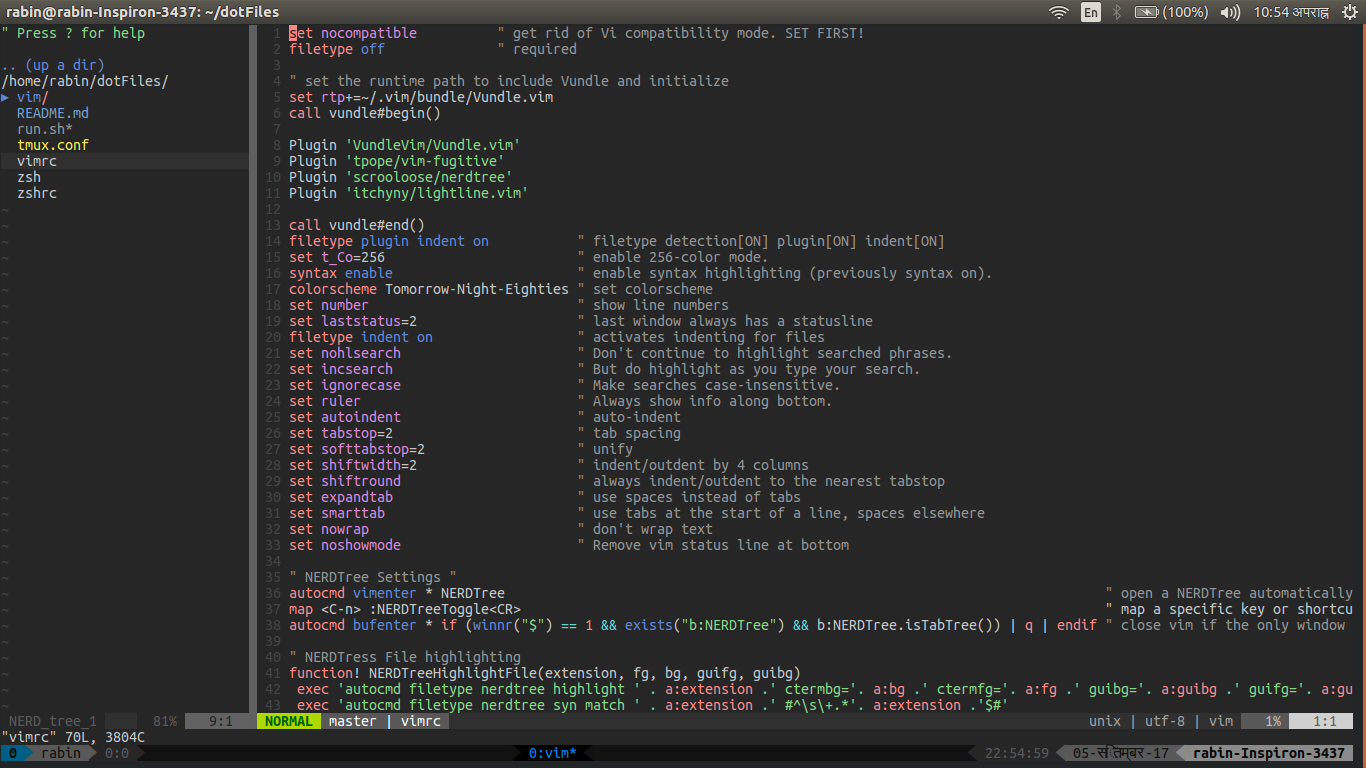 rabin@rabin-Inspiron-3437: ~/dotFiles
En (100%) 10:54 अपराह्न
" Press ? for help
.. (up a dir)
/home/rabin/dotFiles/
▸ vim/
README.md
run.sh*
tmux.conf
vimrc
zsh
zshrc
1 set nocompatible " get rid of Vi compatibility mode. SET FIRST!
2 filetype off " required
3
4 " set the runtime path to include Vundle and initialize
5 set rtp+=~/.vim/bundle/Vundle.vim
6 call vundle#begin()
7
8 Plugin 'VundleVim/Vundle.vim'
9 Plugin 'tpope/vim-fugitive'
10 Plugin 'scrooloose/nerdtree'
11 Plugin 'itchyny/lightline.vim'
12
13 call vundle#end()
14 filetype plugin indent on " filetype detection[ON] plugin[ON] indent[ON]
15 set t_Co=256 " enable 256-color mode.
16 syntax enable " enable syntax highlighting (previously syntax on).
17 colorscheme Tomorrow-Night-Eighties " set colorscheme
18 set number " show line numbers
19 set laststatus=2 " last window always has a statusline
20 filetype indent on " activates indenting for files
21 set nohlsearch " Don't continue to highlight searched phrases.
22 set incsearch " But do highlight as you type your search.
23 set ignorecase " Make searches case-insensitive.
24 set ruler " Always show info along bottom.
25 set autoindent " auto-indent
26 set tabstop=2 " tab spacing
27 set softtabstop=2 " unify
28 set shiftwidth=2 " indent/outdent by 4 columns
29 set shiftround " always indent/outdent to the nearest tabstop
30 set expandtab " use spaces instead of tabs
31 set smarttab " use tabs at the start of a line, spaces elsewhere
32 set nowrap " don't wrap text
33 set noshowmode " Remove vim status line at bottom
34
35 " NERDTree Settings "
36 autocmd vimenter * NERDTree " open a NERDTree automatically
37 map <C-n> :NERDTreeToggle<CR> " map a specific key or shortcu
38 autocmd bufenter * if (winnr("$") == 1 && exists("b:NERDTree") && b:NERDTree.isTabTree()) | q | endif " close vim if the only window
39
40 " NERDTress File highlighting
41 function! NERDTreeHighlightFile(extension, fg, bg, guifg, guibg)
42 exec 'autocmd filetype nerdtree highlight ' . a:extension .' ctermbg='. a:bg .' ctermfg='. a:fg .' guibg='. a:guibg .' guifg='. a:gu
43 exec 'autocmd filetype nerdtree syn match ' . a:extension .' #^\s\+.*'. a:extension .'$#'
NERD_tree_1 81% 9:1 NORMAL master | vimrc unix | utf-8 | vim 1% 1:1
"vimrc" 70L, 3804C
0 rabin 0:0 0:vim* 22:54:59 05-सितम्बर-17 rabin-Inspiron-3437